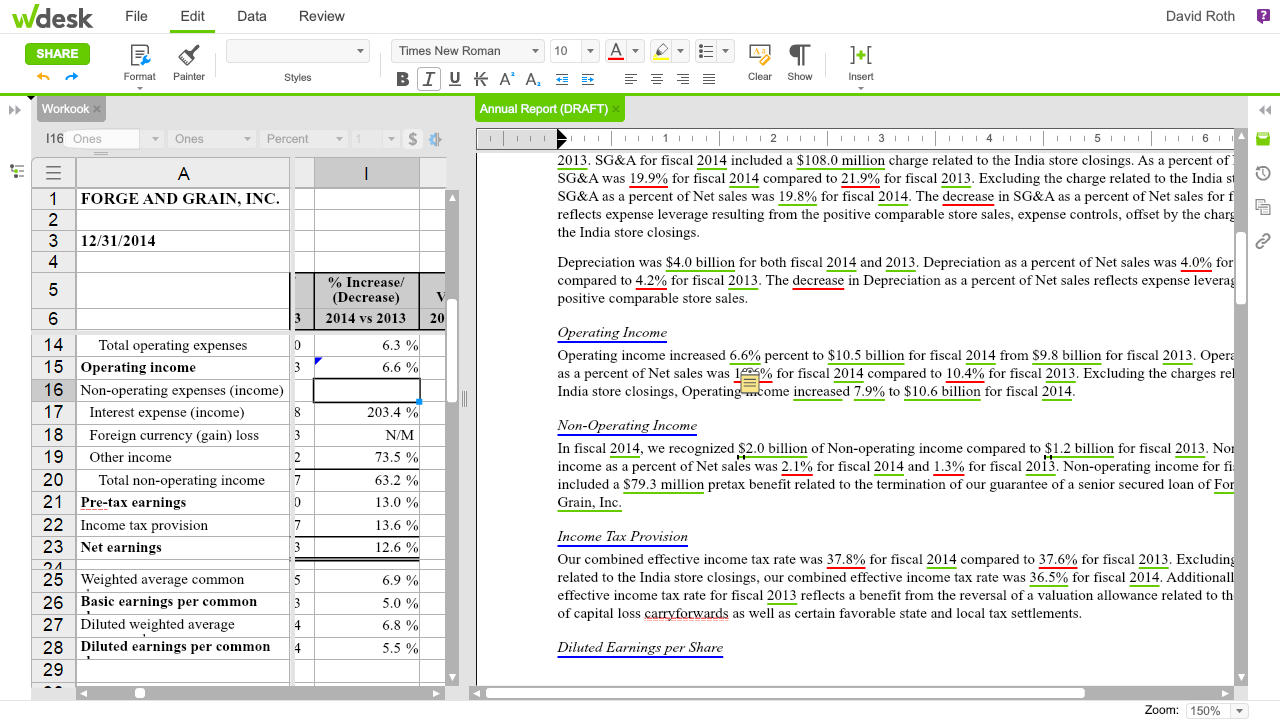 wdesk
File Edit Data Review
David Roth
SHARE
Format
Painter
Styles
Times New Roman 10
B I U
Clear
Show
Insert
Workook ×
Annual Report (DRAFT) ×
I16 Ones Ones Percent 1 $
1 2 3 4 5 6
A I
1 FORGE AND GRAIN, INC.
2
3 12/31/2014
4
5 % Increase/
(Decrease) V
6 3 2014 vs 2013 20
14 Total operating expenses 0 6.3 %
15 Operating income 3 6.6 %
16 Non-operating expenses (income)
17 Interest expense (income) 8 203.4 %
18 Foreign currency (gain) loss 3 N/M
19 Other income 2 73.5 %
20 Total non-operating income 7 63.2 %
21 Pre-tax earnings 0 13.0 %
22 Income tax provision 7 13.6 %
23 Net earnings 3 12.6 %
24
25 Weighted average common 5 6.9 %
26 Basic earnings per common 3 5.0 %
27 Diluted weighted average 4 6.8 %
28 Diluted earnings per common 4 5.5 %
29
2013. SG&A for fiscal 2014 included a $108.0 million charge related to the India store closings. As a percent of
SG&A was 19.9% for fiscal 2014 compared to 21.9% for fiscal 2013. Excluding the charge related to the India st
SG&A as a percent of Net sales was 19.8% for fiscal 2014. The decrease in SG&A as a percent of Net sales for f
reflects expense leverage resulting from the positive comparable store sales, expense controls, offset by the charg
the India store closings.
Depreciation was $4.0 billion for both fiscal 2014 and 2013. Depreciation as a percent of Net sales was 4.0% for
compared to 4.2% for fiscal 2013. The decrease in Depreciation as a percent of Net sales reflects expense leverag
positive comparable store sales.
Operating Income
Operating income increased 6.6% percent to $10.5 billion for fiscal 2014 from $9.8 billion for fiscal 2013. Opera
as a percent of Net sales was % for fiscal 2014 compared to 10.4% for fiscal 2013. Excluding the charges rel
India store closings, Operating income increased 7.9% to $10.6 billion for fiscal 2014.
Non-Operating Income
In fiscal 2014, we recognized $2.0 billion of Non-operating income compared to $1.2 billion for fiscal 2013. Nor
income as a percent of Net sales was 2.1% for fiscal 2014 and 1.3% for fiscal 2013. Non-operating income for fi
included a $79.3 million pretax benefit related to the termination of our guarantee of a senior secured loan of For
Grain, Inc.
Income Tax Provision
Our combined effective income tax rate was 37.8% for fiscal 2014 compared to 37.6% for fiscal 2013. Excluding
related to the India store closings, our combined effective income tax rate was 36.5% for fiscal 2014. Additionall
effective income tax rate for fiscal 2013 reflects a benefit from the reversal of a valuation allowance related to the
of capital loss carryforwards as well as certain favorable state and local tax settlements.
Diluted Earnings per Share
Zoom: 150%